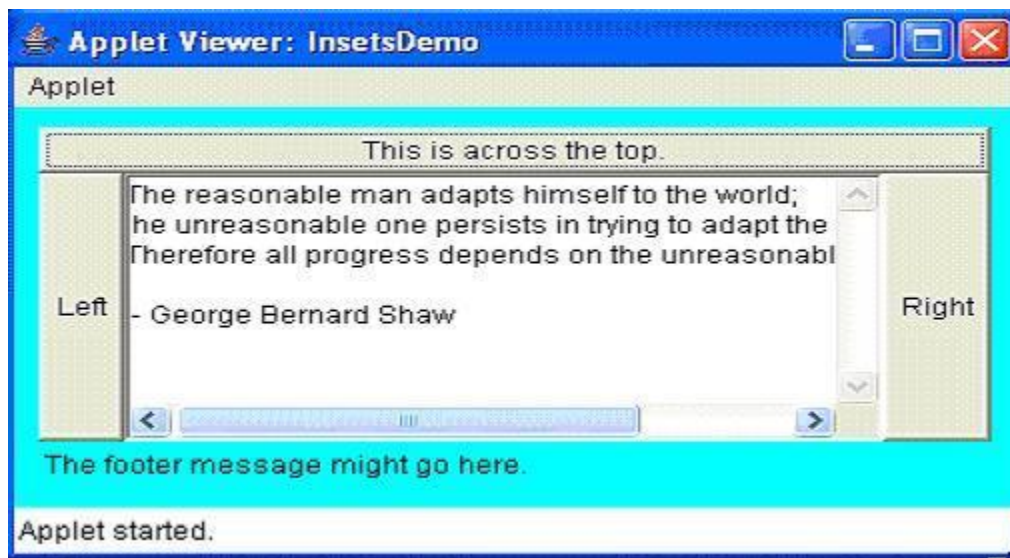 Applet Viewer: InsetsDemo
Applet
This is across the top.
The reasonable man adapts himself to the world;
he unreasonable one persists in trying to adapt the
Therefore all progress depends on the unreasonabl
- George Bernard Shaw
Left
Right
The footer message might go here.
Applet started.